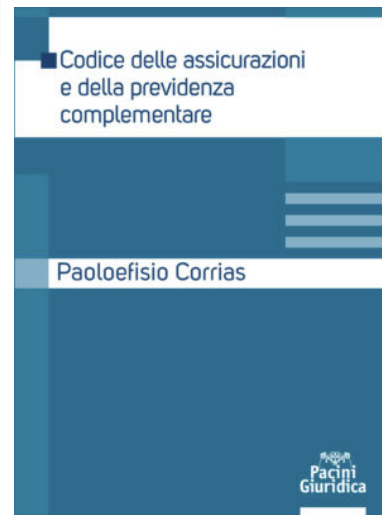 Codice delle assicurazioni
e della previdenza
complementare
Paoloefisio Corrias
Pacini
Giuridica